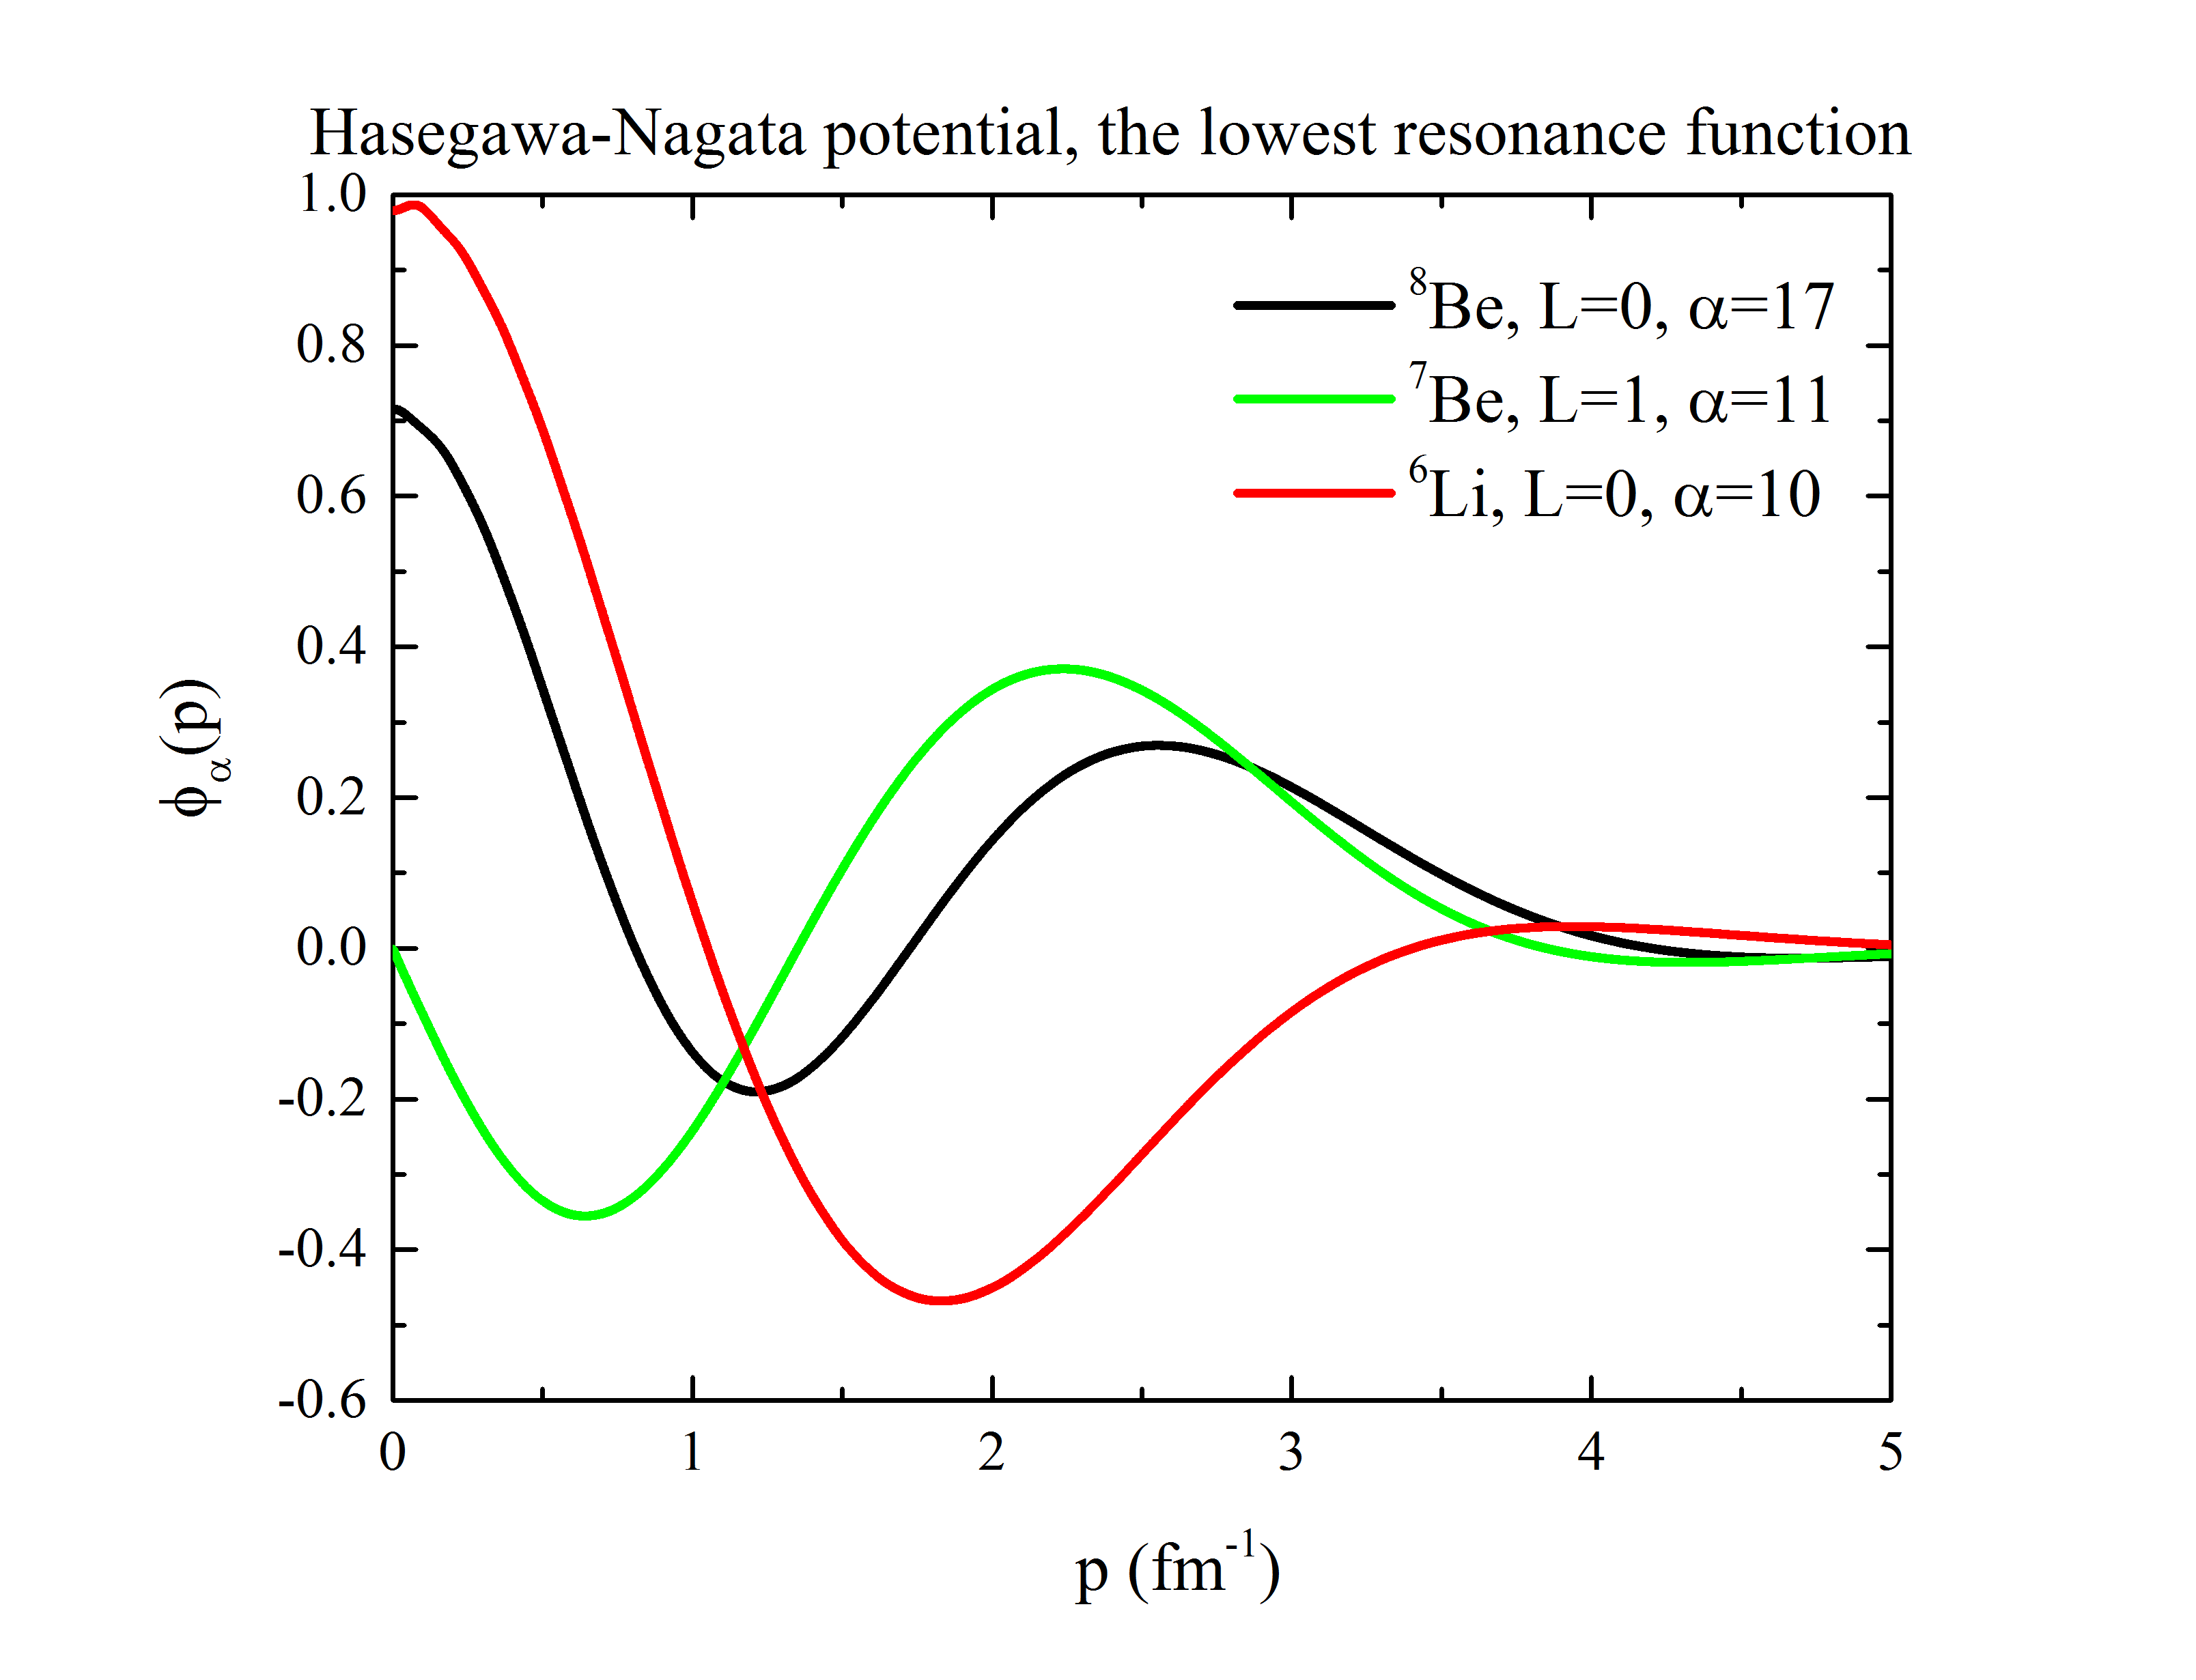 Hasegawa-Nagata potential, the lowest resonance function
1.0
0.8
0.6
0.4
0.2
0.0
-0.2
-0.4
-0.6
ϕα(p)
⁸Be, L=0, α=17
⁷Be, L=1, α=11
⁶Li, L=0, α=10
0 1 2 3 4 5
p (fm⁻¹)